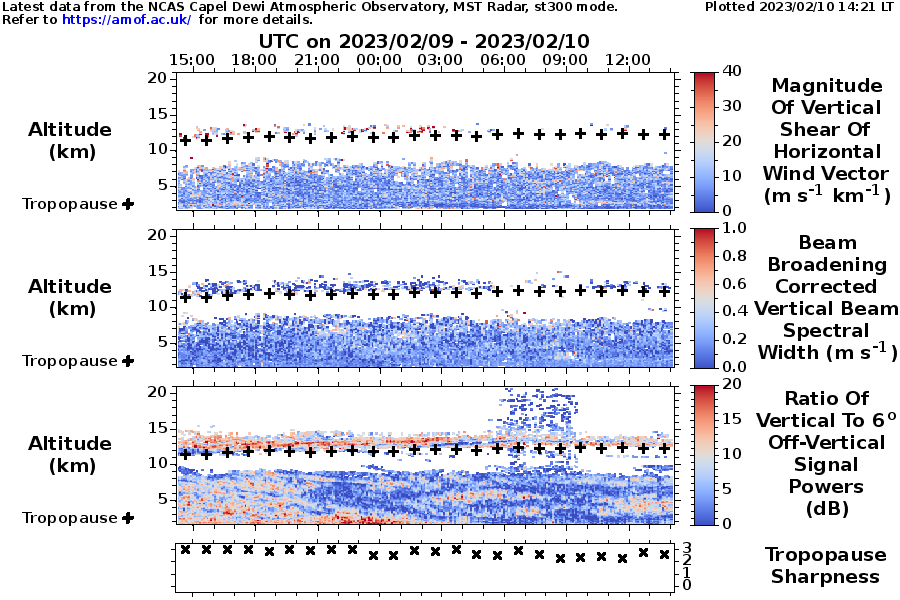 Latest data from the NCAS Capel Dewi Atmospheric Observatory, MST Radar, st300 mode.
Plotted 2023/02/10 14:21 LT
Refer to https://amof.ac.uk/ for more details.
UTC on 2023/02/09 - 2023/02/10
15:00 18:00 21:00 00:00 03:00 06:00 09:00 12:00
20
15
10
5
Altitude
(km)
Tropopause
40
30
20
10
0
Magnitude
Of Vertical
Shear Of
Horizontal
Wind Vector
(m s-1 km-1)
20
15
10
5
Altitude
(km)
Tropopause
1.0
0.8
0.6
0.4
0.2
0.0
Beam
Broadening
Corrected
Vertical Beam
Spectral
Width (m s-1)
20
15
10
5
Altitude
(km)
Tropopause
20
15
10
5
0
Ratio Of
Vertical To 6o
Off-Vertical
Signal
Powers
(dB)
3
2
1
0
Tropopause
Sharpness